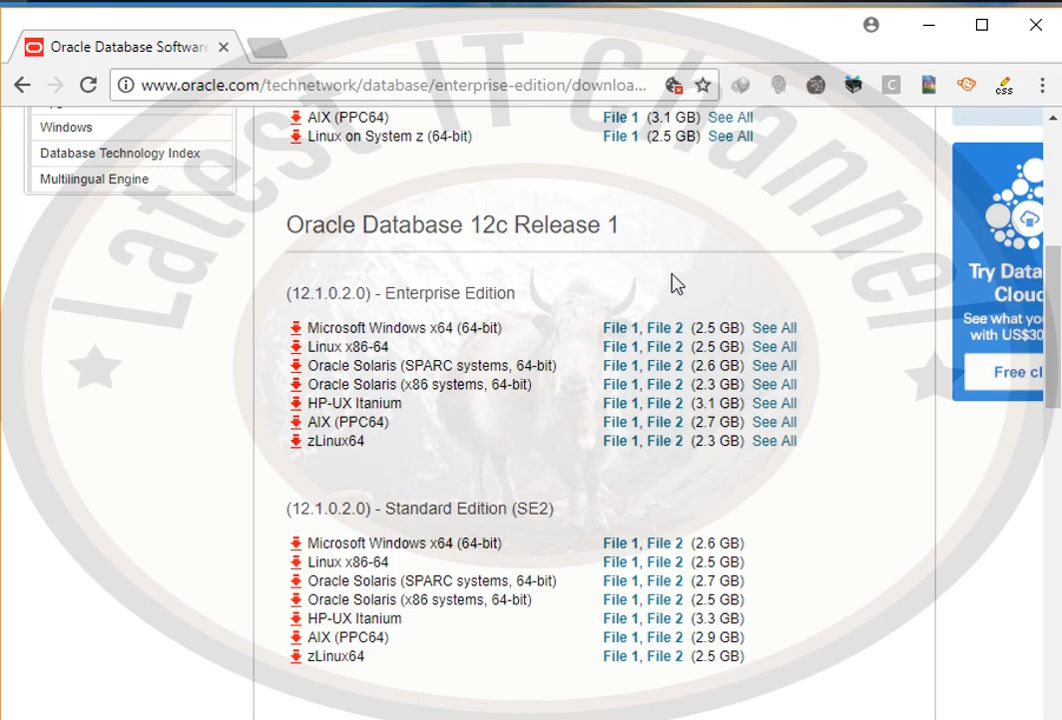 Oracle Database Softwar
www.oracle.com/technetwork/database/enterprise-edition/downloa...
C
css
Windows
Database Technology Index
Multilingual Engine
AIX (PPC64) File 1 (3.1 GB) See All
Linux on System z (64-bit) File 1 (2.5 GB) See All
Latest IT Channel
Oracle Database 12c Release 1
(12.1.0.2.0) - Enterprise Edition
Microsoft Windows x64 (64-bit) File 1, File 2 (2.5 GB) See All
Linux x86-64 File 1, File 2 (2.5 GB) See All
Oracle Solaris (SPARC systems, 64-bit) File 1, File 2 (2.6 GB) See All
Oracle Solaris (x86 systems, 64-bit) File 1, File 2 (2.3 GB) See All
HP-UX Itanium File 1, File 2 (3.1 GB) See All
AIX (PPC64) File 1, File 2 (2.7 GB) See All
zLinux64 File 1, File 2 (2.3 GB) See All
(12.1.0.2.0) - Standard Edition (SE2)
Microsoft Windows x64 (64-bit) File 1, File 2 (2.6 GB)
Linux x86-64 File 1, File 2 (2.5 GB)
Oracle Solaris (SPARC systems, 64-bit) File 1, File 2 (2.7 GB)
Oracle Solaris (x86 systems, 64-bit) File 1, File 2 (2.5 GB)
HP-UX Itanium File 1, File 2 (3.3 GB)
AIX (PPC64) File 1, File 2 (2.9 GB)
zLinux64 File 1, File 2 (2.5 GB)
Try Data
Cloud
See what yo
with US$30
Free cl